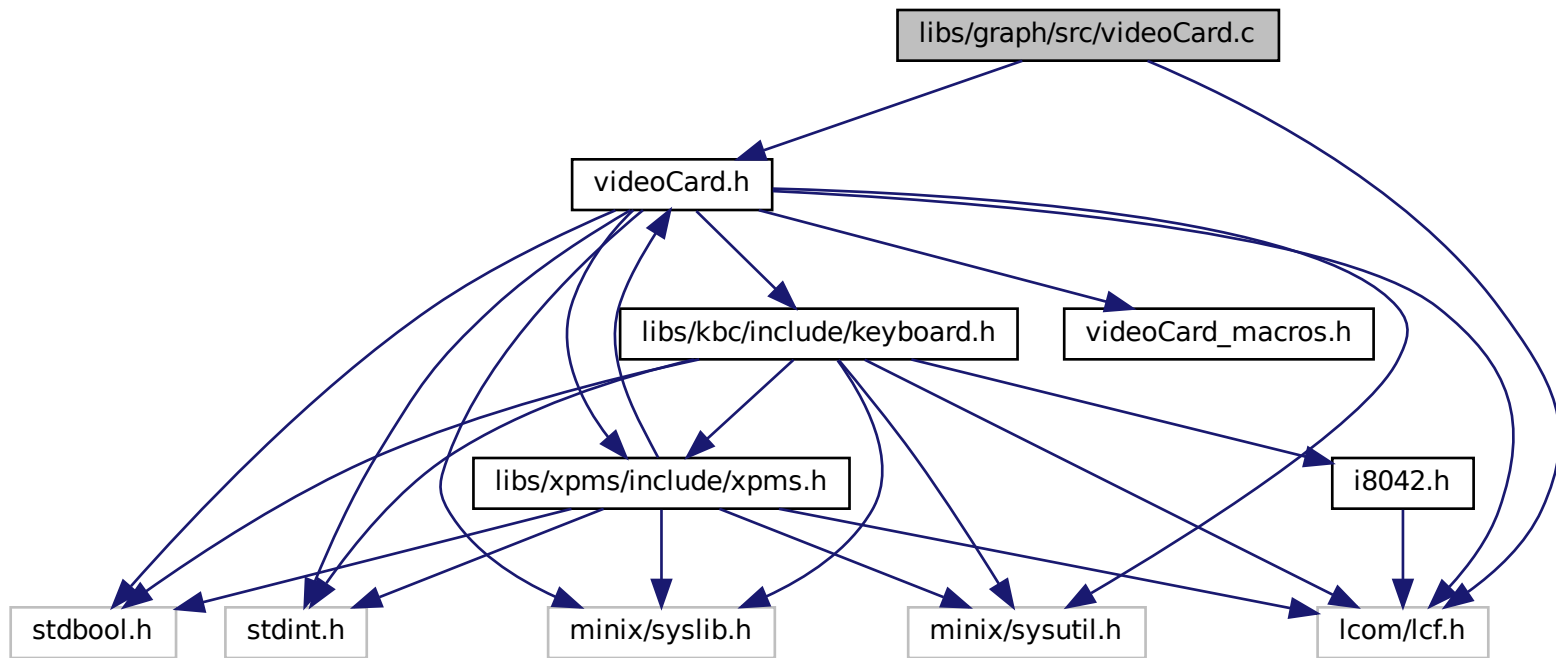 libs/graph/src/videoCard.c
videoCard.h
libs/kbc/include/keyboard.h
videoCard_macros.h
libs/xpms/include/xpms.h
i8042.h
stdbool.h
stdint.h
minix/syslib.h
minix/sysutil.h
lcom/lcf.h